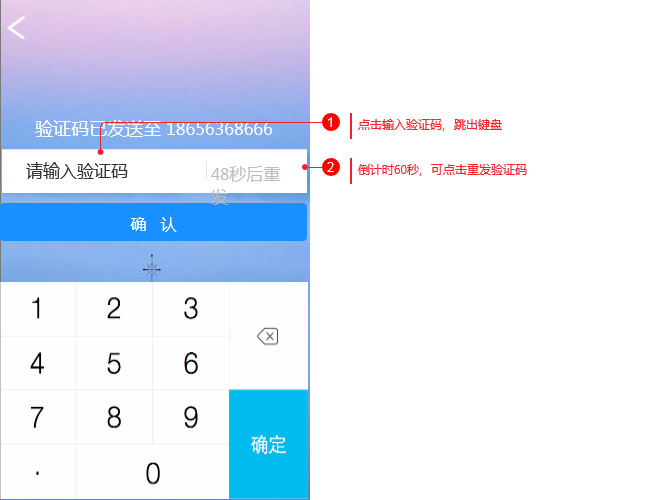 验证码已发送至 18656368666
1 点击输入验证码，跳出键盘
请输入验证码
48秒后重
发
2 倒计时60秒，可点击重发验证码
确 认
1 2 3
4 5 6
7 8 9
确定
. 0